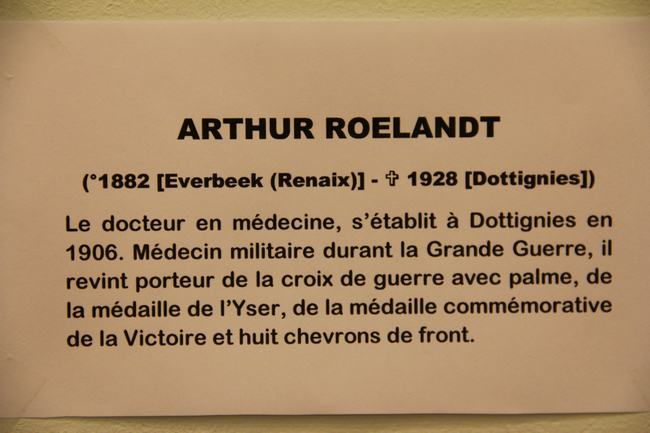 ARTHUR ROELANDT
(°1882 [Everbeek (Renaix)] - ✞ 1928 [Dottignies])
Le docteur en médecine, s’établit à Dottignies en
1906. Médecin militaire durant la Grande Guerre, il
revint porteur de la croix de guerre avec palme, de
la médaille de l’Yser, de la médaille commémorative
de la Victoire et huit chevrons de front.